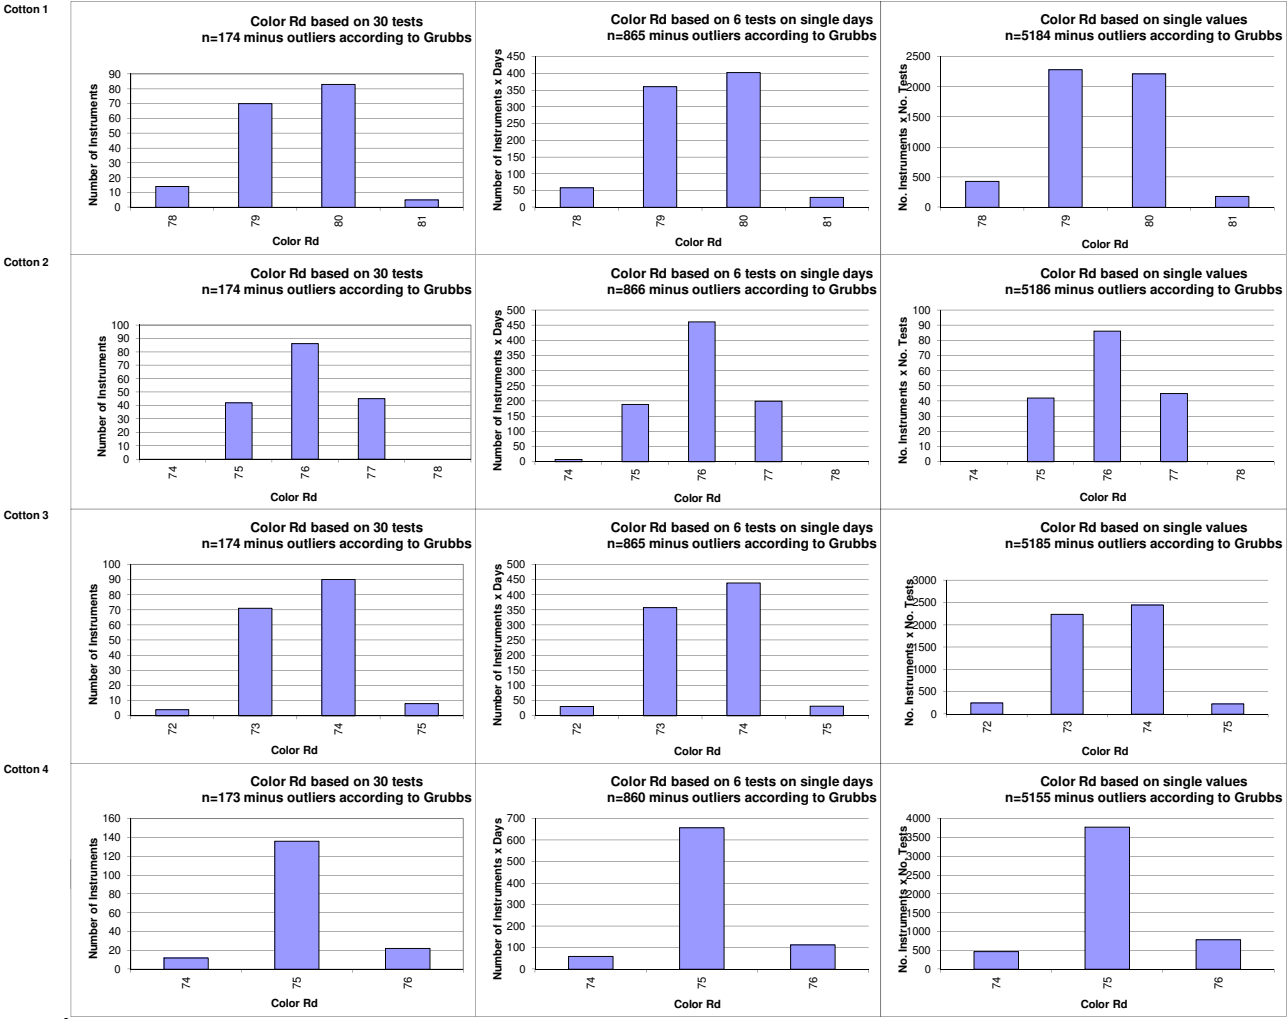 Cotton 1
Color Rd based on 30 tests
n=174 minus outliers according to Grubbs
Number of Instruments
90
80
70
60
50
40
30
20
10
0
78 79 80 81
Color Rd
Color Rd based on 6 tests on single days
n=865 minus outliers according to Grubbs
Number of Instruments x Days
450
400
350
300
250
200
150
100
50
0
78 79 80 81
Color Rd
Color Rd based on single values
n=5184 minus outliers according to Grubbs
No. Instruments x No. Tests
2500
2000
1500
1000
500
0
78 79 80 81
Color Rd
Cotton 2
Color Rd based on 30 tests
n=174 minus outliers according to Grubbs
Number of Instruments
100
90
80
70
60
50
40
30
20
10
0
74 75 76 77 78
Color Rd
Color Rd based on 6 tests on single days
n=866 minus outliers according to Grubbs
Number of Instruments x Days
500
450
400
350
300
250
200
150
100
50
0
74 75 76 77 78
Color Rd
Color Rd based on single values
n=5186 minus outliers according to Grubbs
No. Instruments x No. Tests
100
90
80
70
60
50
40
30
20
10
0
74 75 76 77 78
Color Rd
Cotton 3
Color Rd based on 30 tests
n=174 minus outliers according to Grubbs
Number of Instruments
100
90
80
70
60
50
40
30
20
10
0
72 73 74 75
Color Rd
Color Rd based on 6 tests on single days
n=865 minus outliers according to Grubbs
Number of Instruments x Days
500
450
400
350
300
250
200
150
100
50
0
72 73 74 75
Color Rd
Color Rd based on single values
n=5185 minus outliers according to Grubbs
No. Instruments x No. Tests
3000
2500
2000
1500
1000
500
0
72 73 74 75
Color Rd
Cotton 4
Color Rd based on 30 tests
n=173 minus outliers according to Grubbs
Number of Instruments
160
140
120
100
80
60
40
20
0
74 75 76
Color Rd
Color Rd based on 6 tests on single days
n=860 minus outliers according to Grubbs
Number of Instruments x Days
700
600
500
400
300
200
100
0
74 75 76
Color Rd
Color Rd based on single values
n=5155 minus outliers according to Grubbs
No. Instruments x No. Tests
4000
3500
3000
2500
2000
1500
1000
500
0
74 75 76
Color Rd